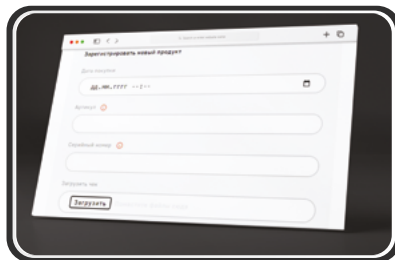 Зарегистрировать новый продукт
Дата покупки
ДД.ММ.ГГГГ --:--
Артикул
Серийный номер
Загрузить чек
Загрузить